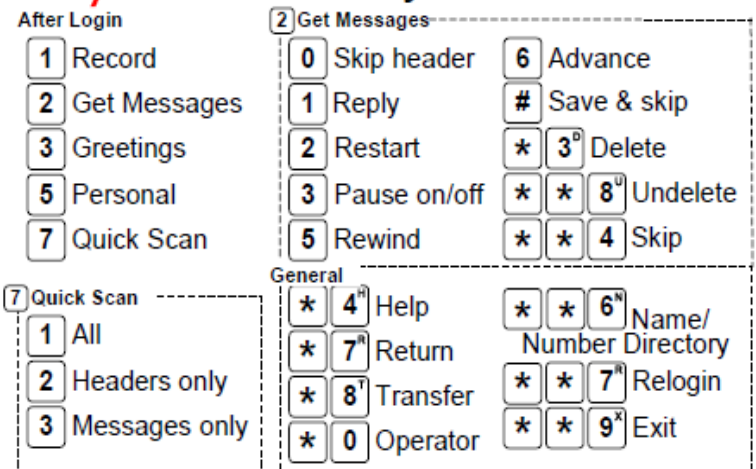 After Login
1 Record
2 Get Messages
3 Greetings
5 Personal
7 Quick Scan
2 Get Messages
0 Skip header
1 Reply
2 Restart
3 Pause on/off
5 Rewind
6 Advance
# Save & skip
* 3D Delete
* * 8U Undelete
* * 4 Skip
7 Quick Scan
1 All
2 Headers only
3 Messages only
General
* 4H Help
* 7R Return
* 8T Transfer
* 0 Operator
* * 6N Name/
Number Directory
* * 7R Relogin
* * 9X Exit